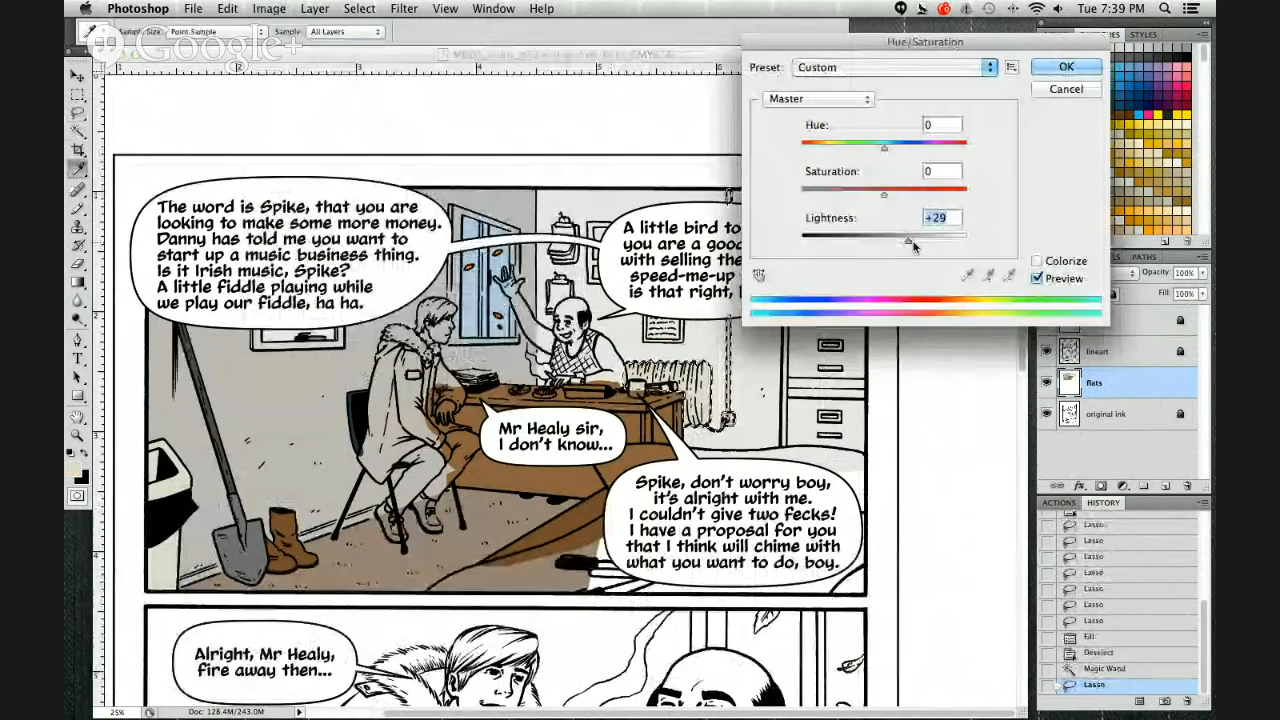 Photoshop File Edit Image Layer Select Filter View Window Help
Tue 7:39 PM
Sample Size: Point Sample Sample: All Layers
Google+
Hue/Saturation
Preset: Custom
OK
Cancel
Master
Hue: 0
Saturation: 0
Lightness: +29
Colorize
Preview
STYLES
PATHS
Opacity: 100%
Fill: 100%
lineart
flats
original ink
ACTIONS HISTORY
Lasso
Lasso
Lasso
Lasso
Lasso
Lasso
Lasso
Fill
Deselect
Magic Wand
Lasso
The word is Spike, that you are
looking to make some more money.
Danny has told me you want to
start up a music business thing.
Is it Irish music, Spike?
A little fiddle playing while
we play our fiddle, ha ha.
A little bird to
you are a good
with selling the
speed-me-up
is that right,
Mr Healy sir,
I don't know...
Spike, don't worry boy,
it's alright with me.
I couldn't give two fecks!
I have a proposal for you
that I think will chime with
what you want to do, boy.
Alright, Mr Healy,
fire away then...
25% Doc: 128.4M/243.0M